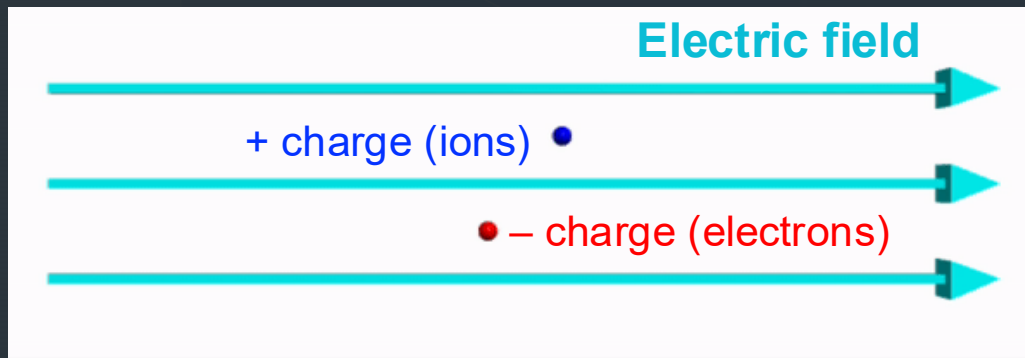 Electric field
+ charge (ions)
– charge (electrons)